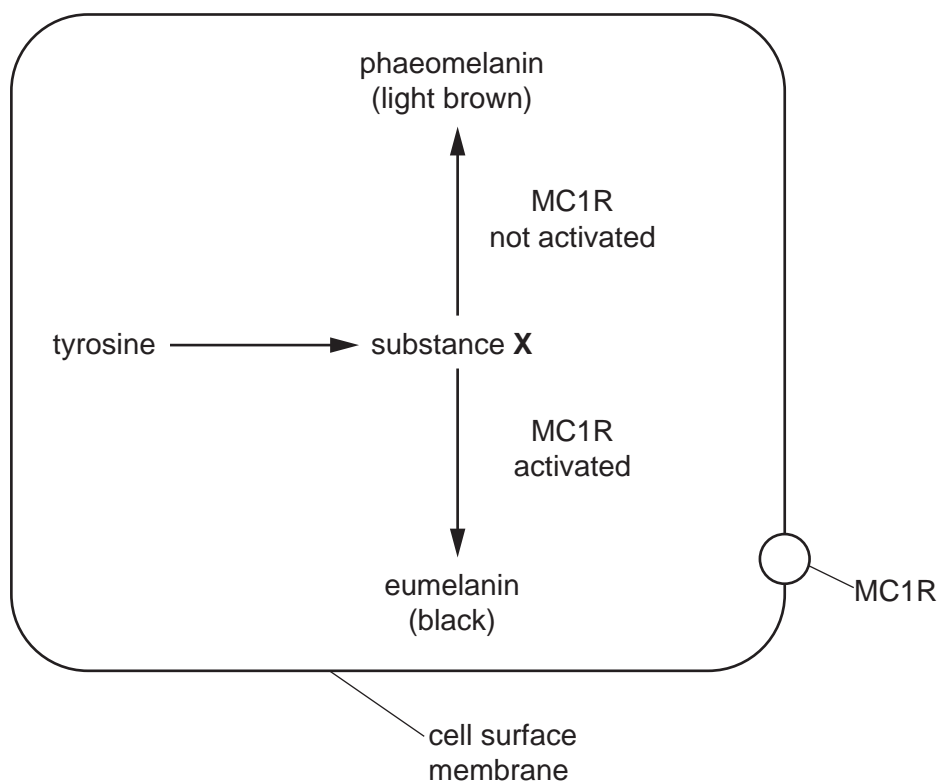 phaeomelanin
(light brown)
MC1R
not activated
tyrosine
substance X
MC1R
activated
eumelanin
(black)
MC1R
cell surface
membrane